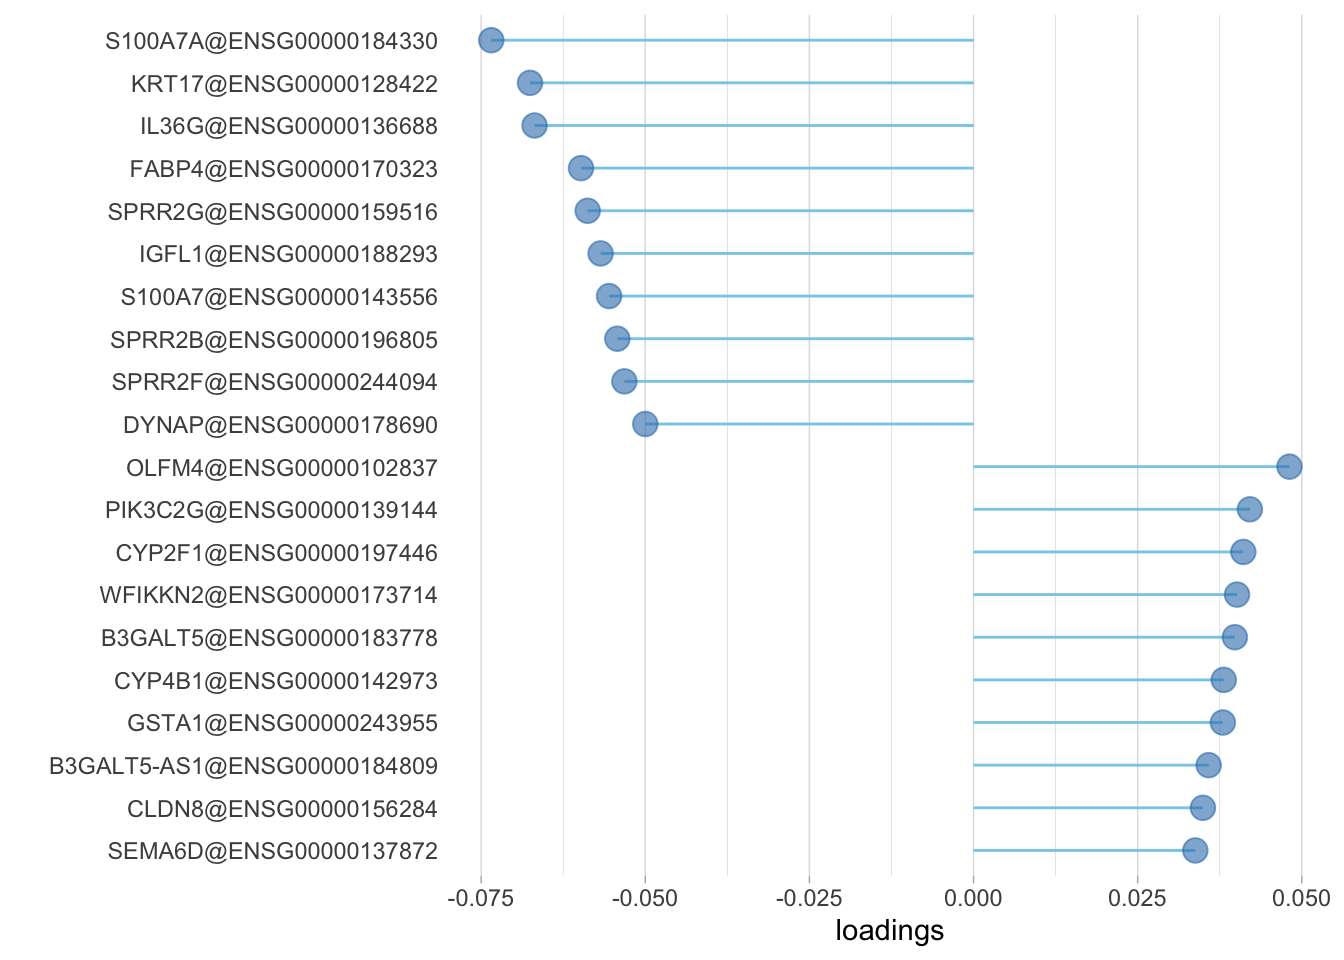 S100A7A@ENSG00000184330
KRT17@ENSG00000128422
IL36G@ENSG00000136688
FABP4@ENSG00000170323
SPRR2G@ENSG00000159516
IGFL1@ENSG00000188293
S100A7@ENSG00000143556
SPRR2B@ENSG00000196805
SPRR2F@ENSG00000244094
DYNAP@ENSG00000178690
OLFM4@ENSG00000102837
PIK3C2G@ENSG00000139144
CYP2F1@ENSG00000197446
WFIKKN2@ENSG00000173714
B3GALT5@ENSG00000183778
CYP4B1@ENSG00000142973
GSTA1@ENSG00000243955
B3GALT5-AS1@ENSG00000184809
CLDN8@ENSG00000156284
SEMA6D@ENSG00000137872
-0.075 -0.050 -0.025 0.000 0.025 0.050
loadings